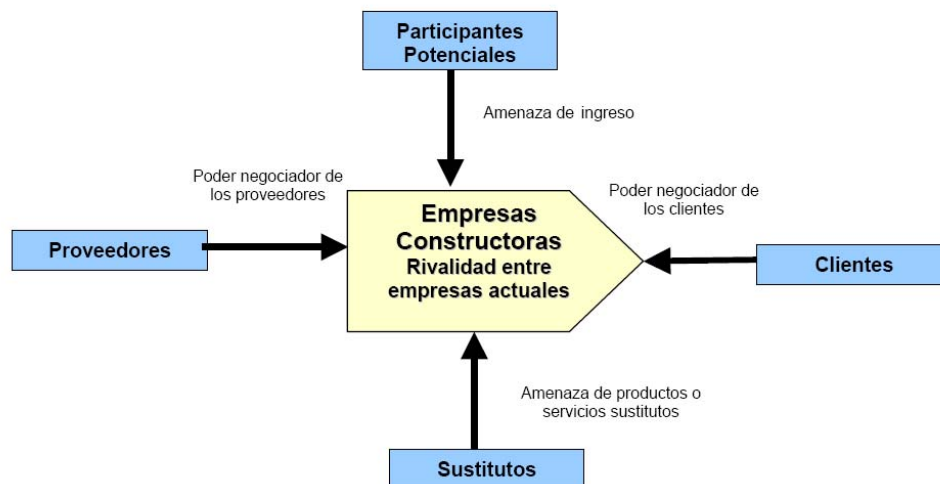 Participantes
Potenciales
Amenaza de ingreso
Poder negociador de
los proveedores
Poder negociador de
los clientes
Empresas
Constructoras
Rivalidad entre
empresas actuales
Proveedores
Clientes
Amenaza de productos o
servicios sustitutos
Sustitutos